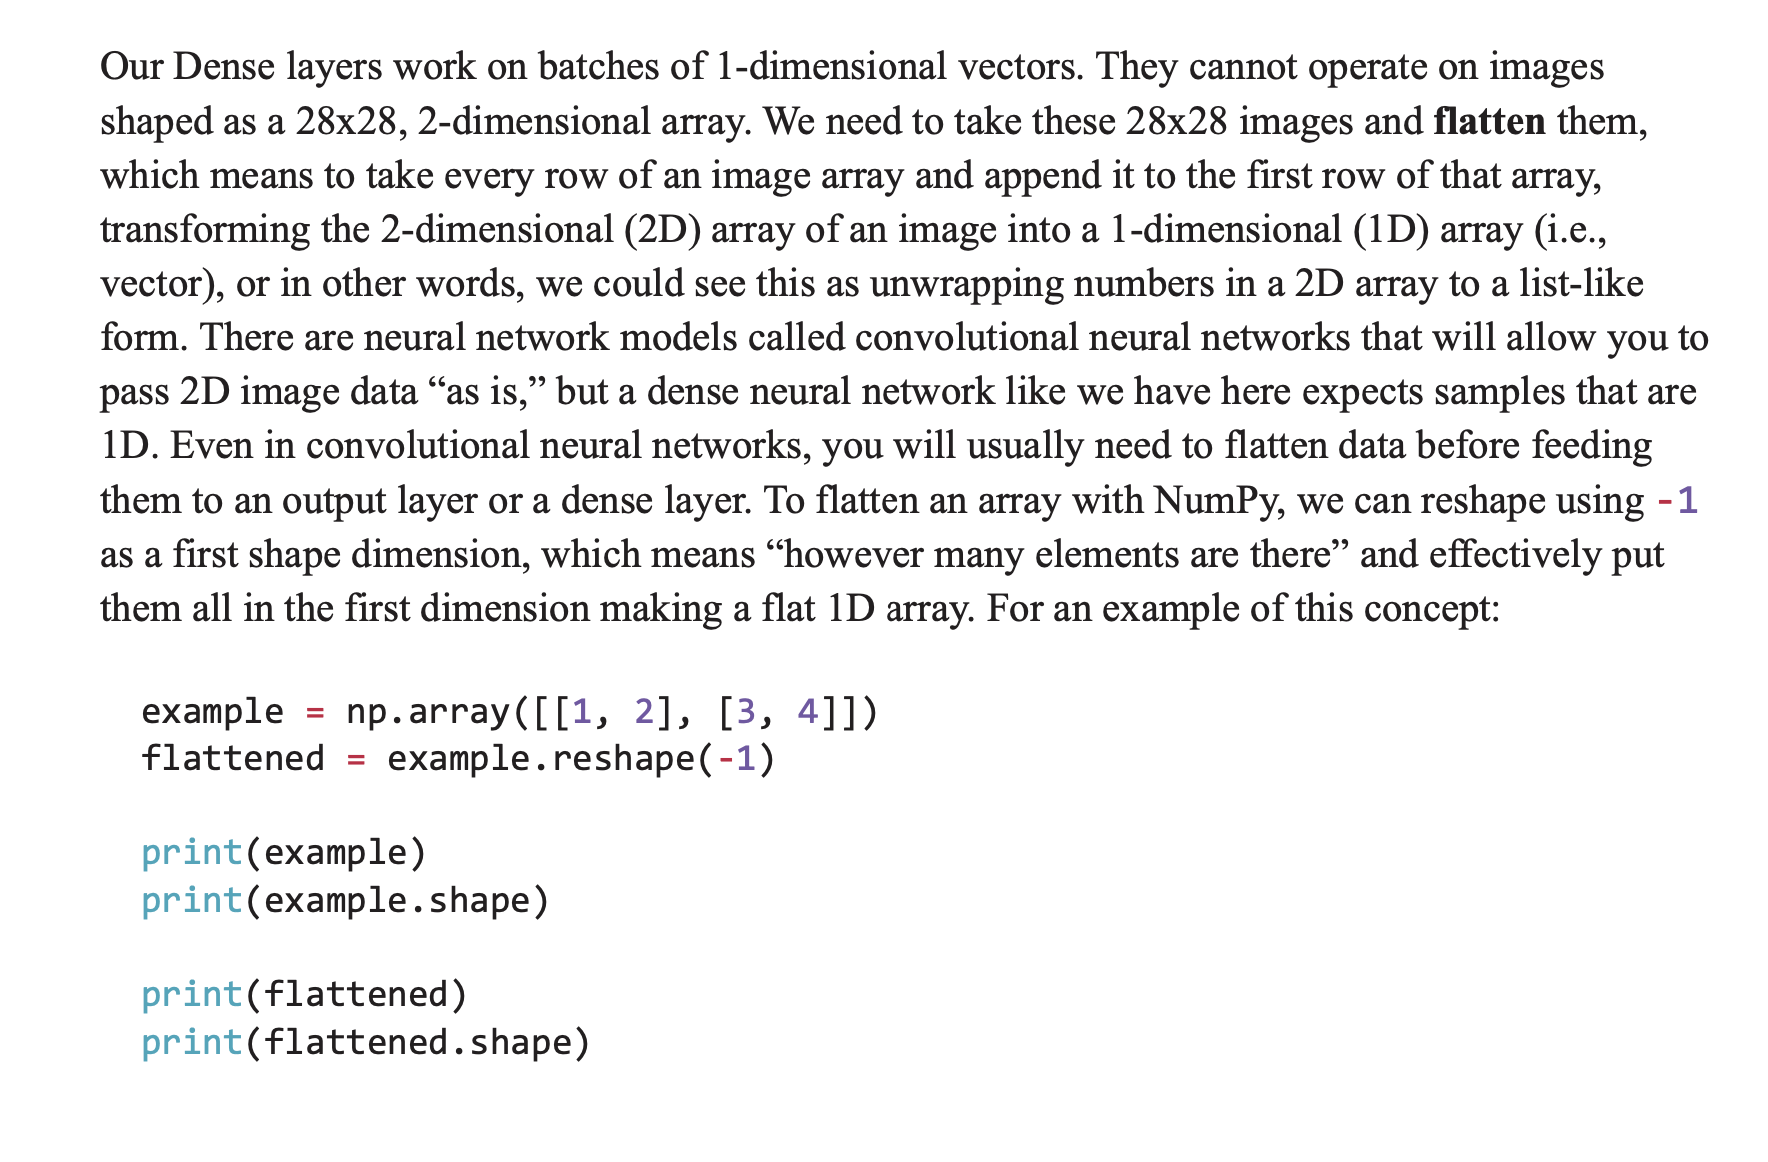 Our Dense layers work on batches of 1-dimensional vectors. They cannot operate on images
shaped as a 28x28, 2-dimensional array. We need to take these 28x28 images and flatten them,
which means to take every row of an image array and append it to the first row of that array,
transforming the 2-dimensional (2D) array of an image into a 1-dimensional (1D) array (i.e.,
vector), or in other words, we could see this as unwrapping numbers in a 2D array to a list-like
form. There are neural network models called convolutional neural networks that will allow you to
pass 2D image data “as is,” but a dense neural network like we have here expects samples that are
1D. Even in convolutional neural networks, you will usually need to flatten data before feeding
them to an output layer or a dense layer. To flatten an array with NumPy, we can reshape using -1
as a first shape dimension, which means “however many elements are there” and effectively put
them all in the first dimension making a flat 1D array. For an example of this concept:
example = np.array([[1, 2], [3, 4]])
flattened = example.reshape(-1)
print(example)
print(example.shape)
print(flattened)
print(flattened.shape)